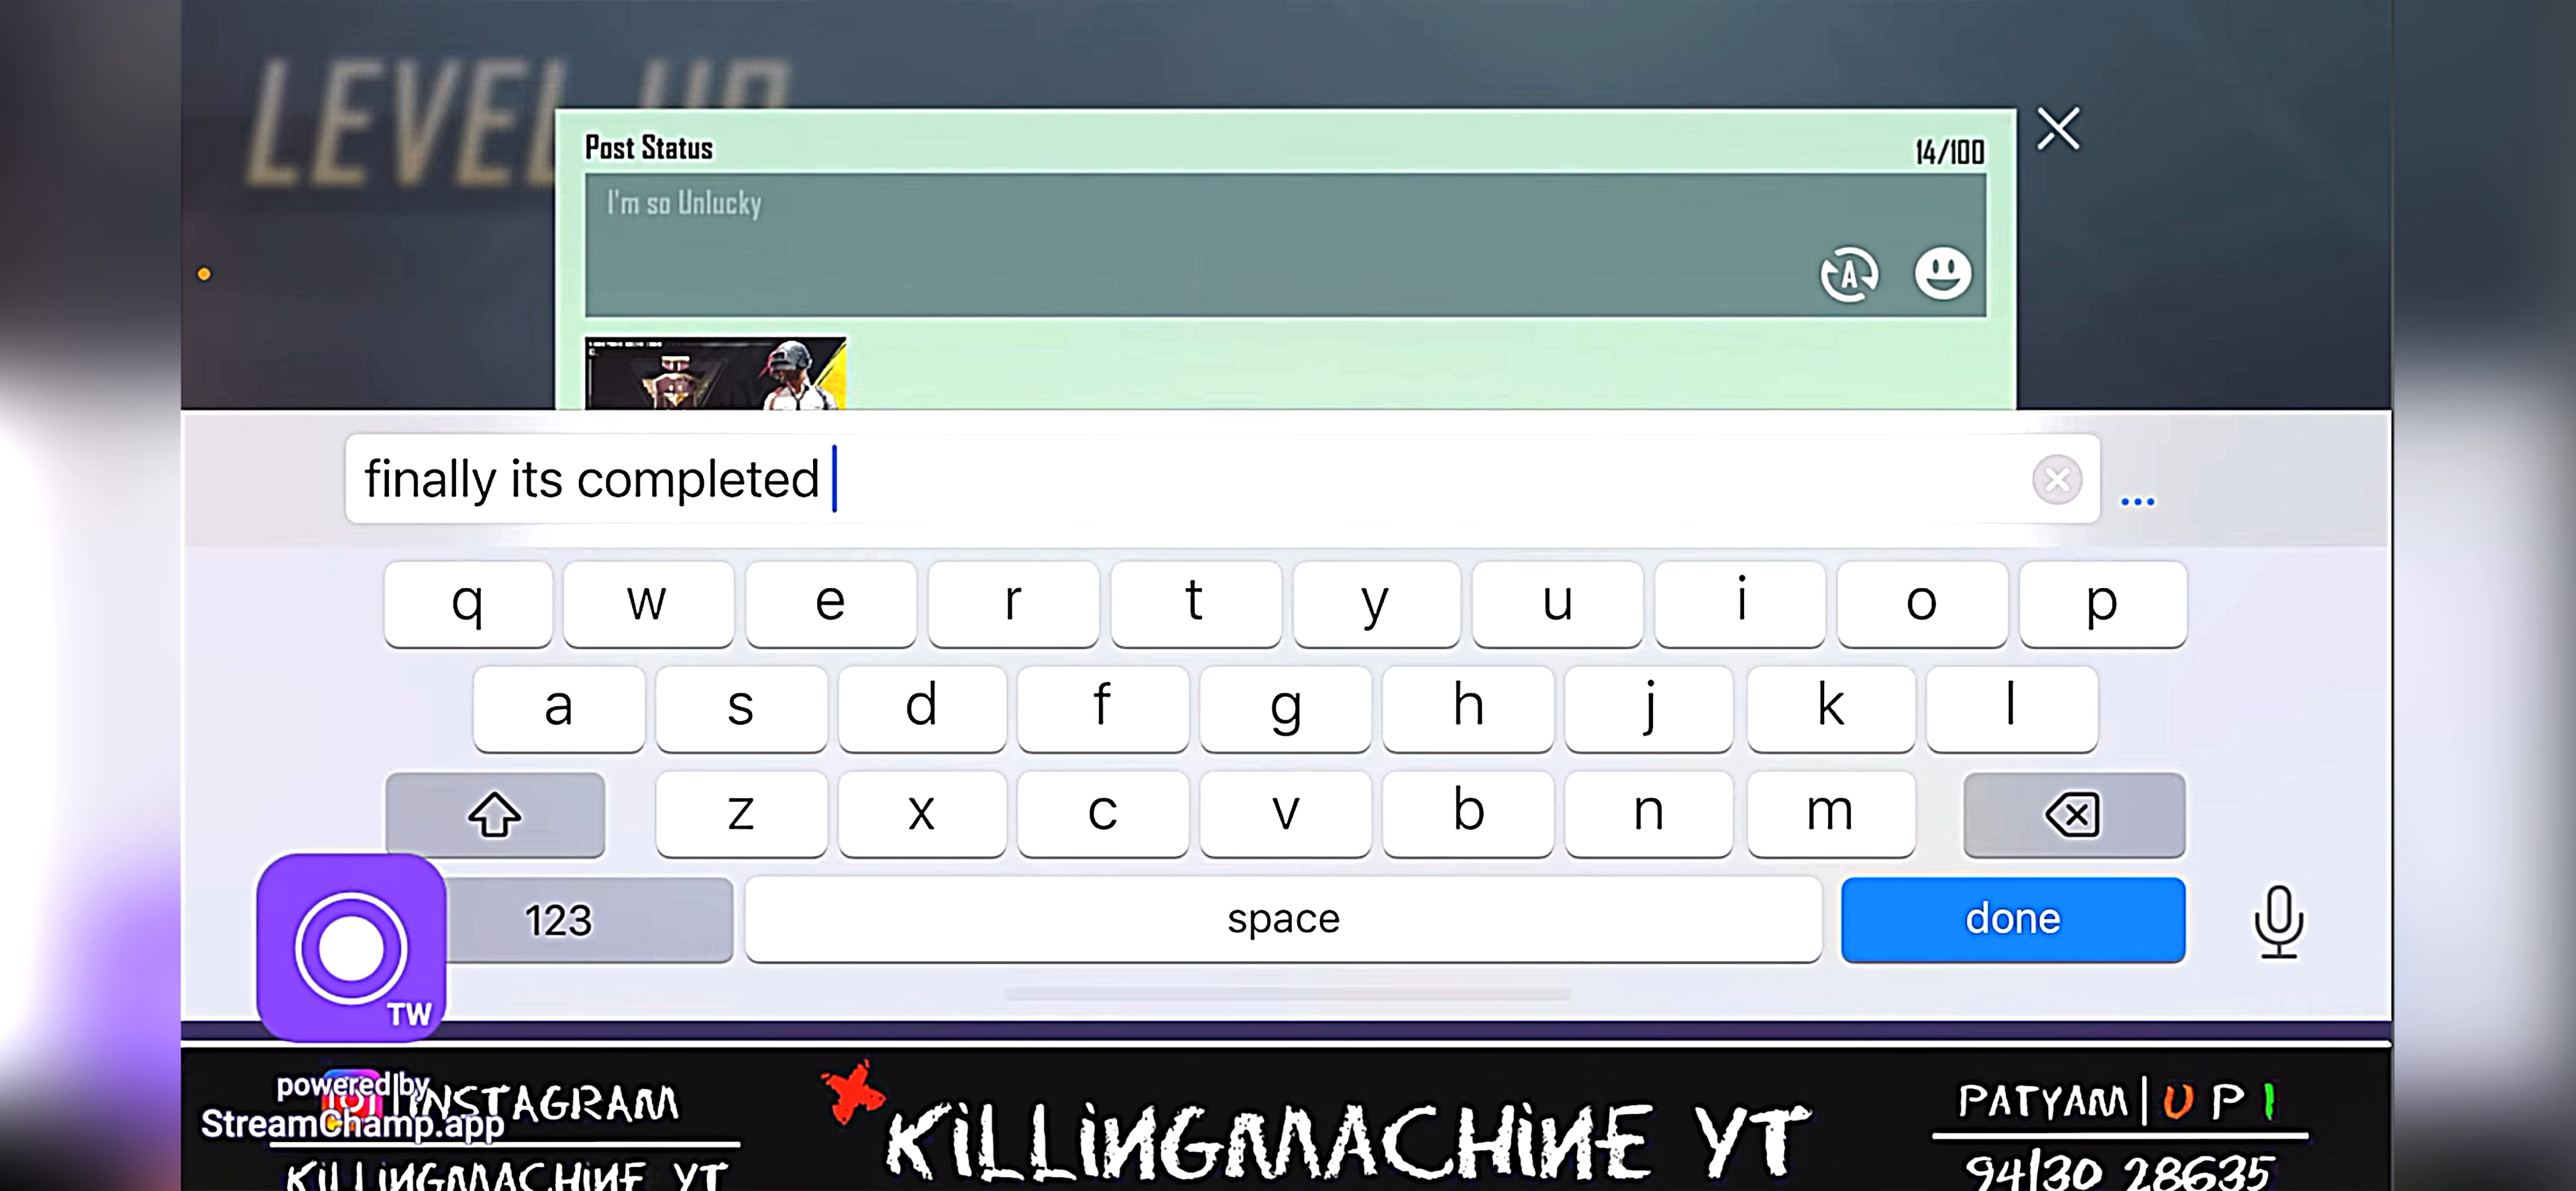 LEVEL UP
Post Status
14/100
I'm so Unlucky
A
finally its completed
...
q w e r t y u i o p
a s d f g h j k l
z x c v b n m
123 space done
TW
powered by
StreamChamp.app
INSTAGRAM
KiLLiNGMACHiNE YT
KiLLiNGMACHiNE YT
PATYAM | U P I
94130 28635